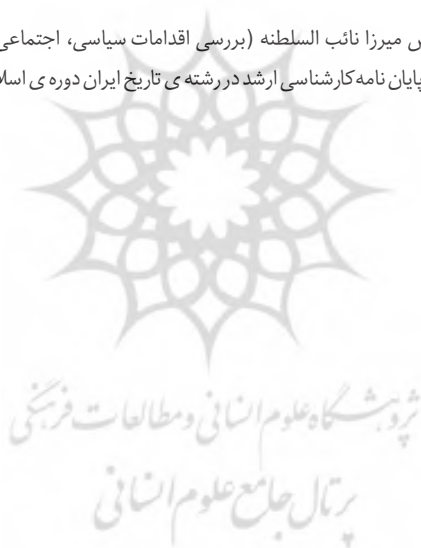 س میرزا نائب السلطنه (بررسی اقدامات سیاسی، اجتماعی
پایان نامه کارشناسی ارشد در رشته ی تاریخ ایران دوره ی اسلا
پژوهشگاه علوم انسانی و مطالعات فرهنگی
پرتال جامع علوم انسانی